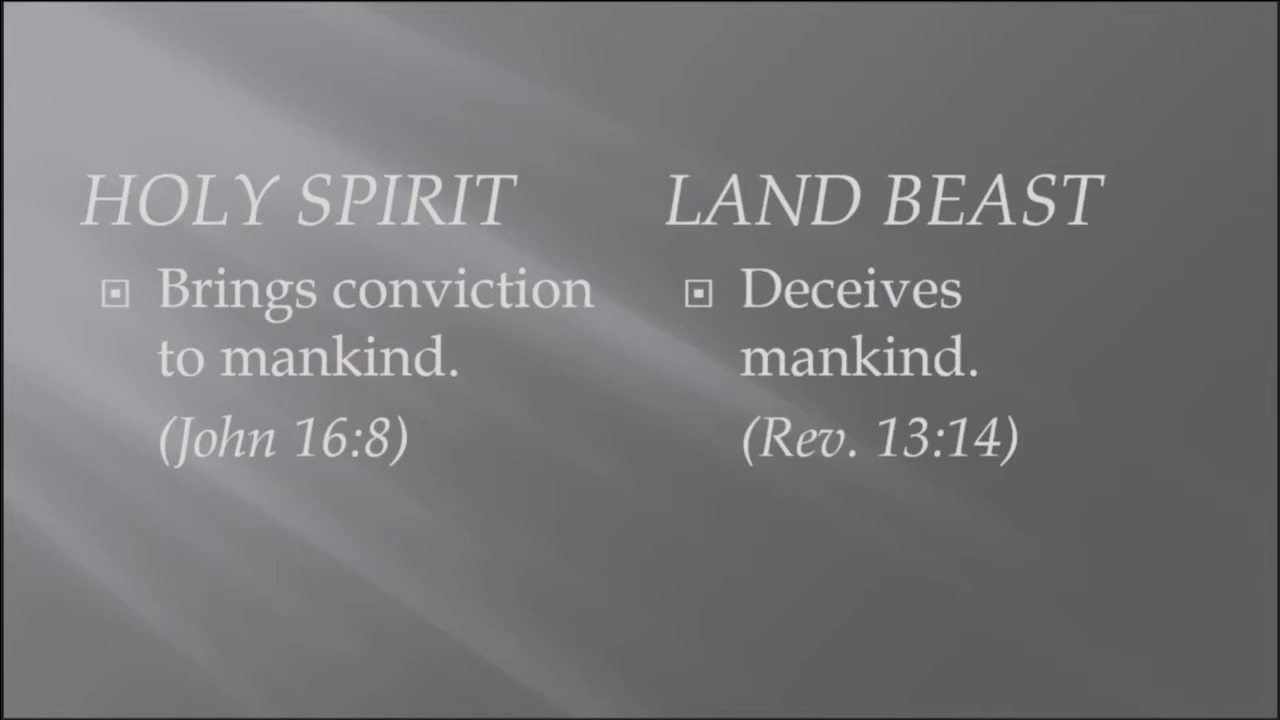 HOLY SPIRIT
Brings conviction
to mankind.
(John 16:8)
LAND BEAST
Deceives
mankind.
(Rev. 13:14)